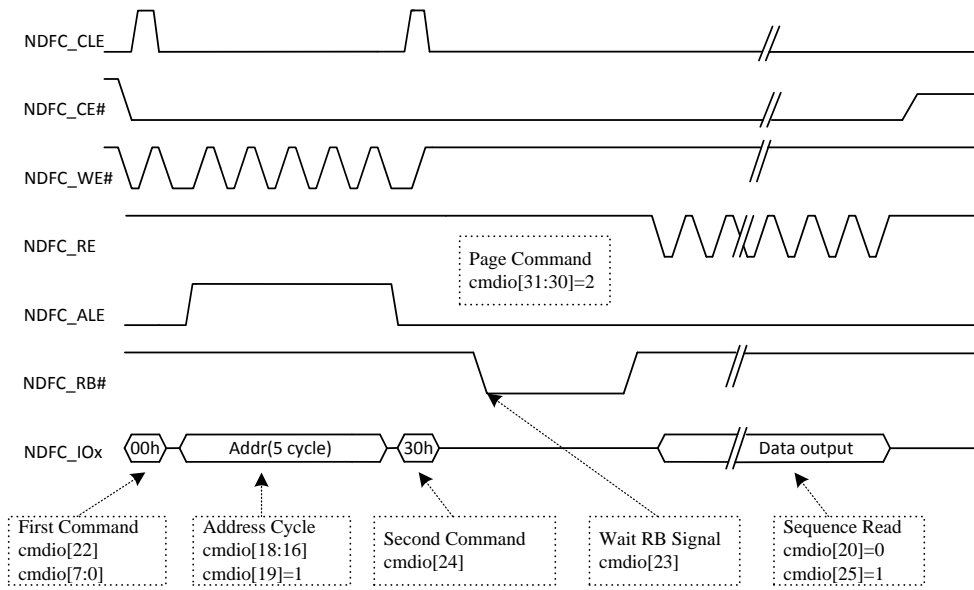 NDFC_CLE
NDFC_CE#
NDFC_WE#
NDFC_RE
Page Command
cmdio[31:30]=2
NDFC_ALE
NDFC_RB#
NDFC_IOx
00h
Addr(5 cycle)
30h
Data output
First Command
cmdio[22]
cmdio[7:0]
Address Cycle
cmdio[18:16]
cmdio[19]=1
Second Command
cmdio[24]
Wait RB Signal
cmdio[23]
Sequence Read
cmdio[20]=0
cmdio[25]=1